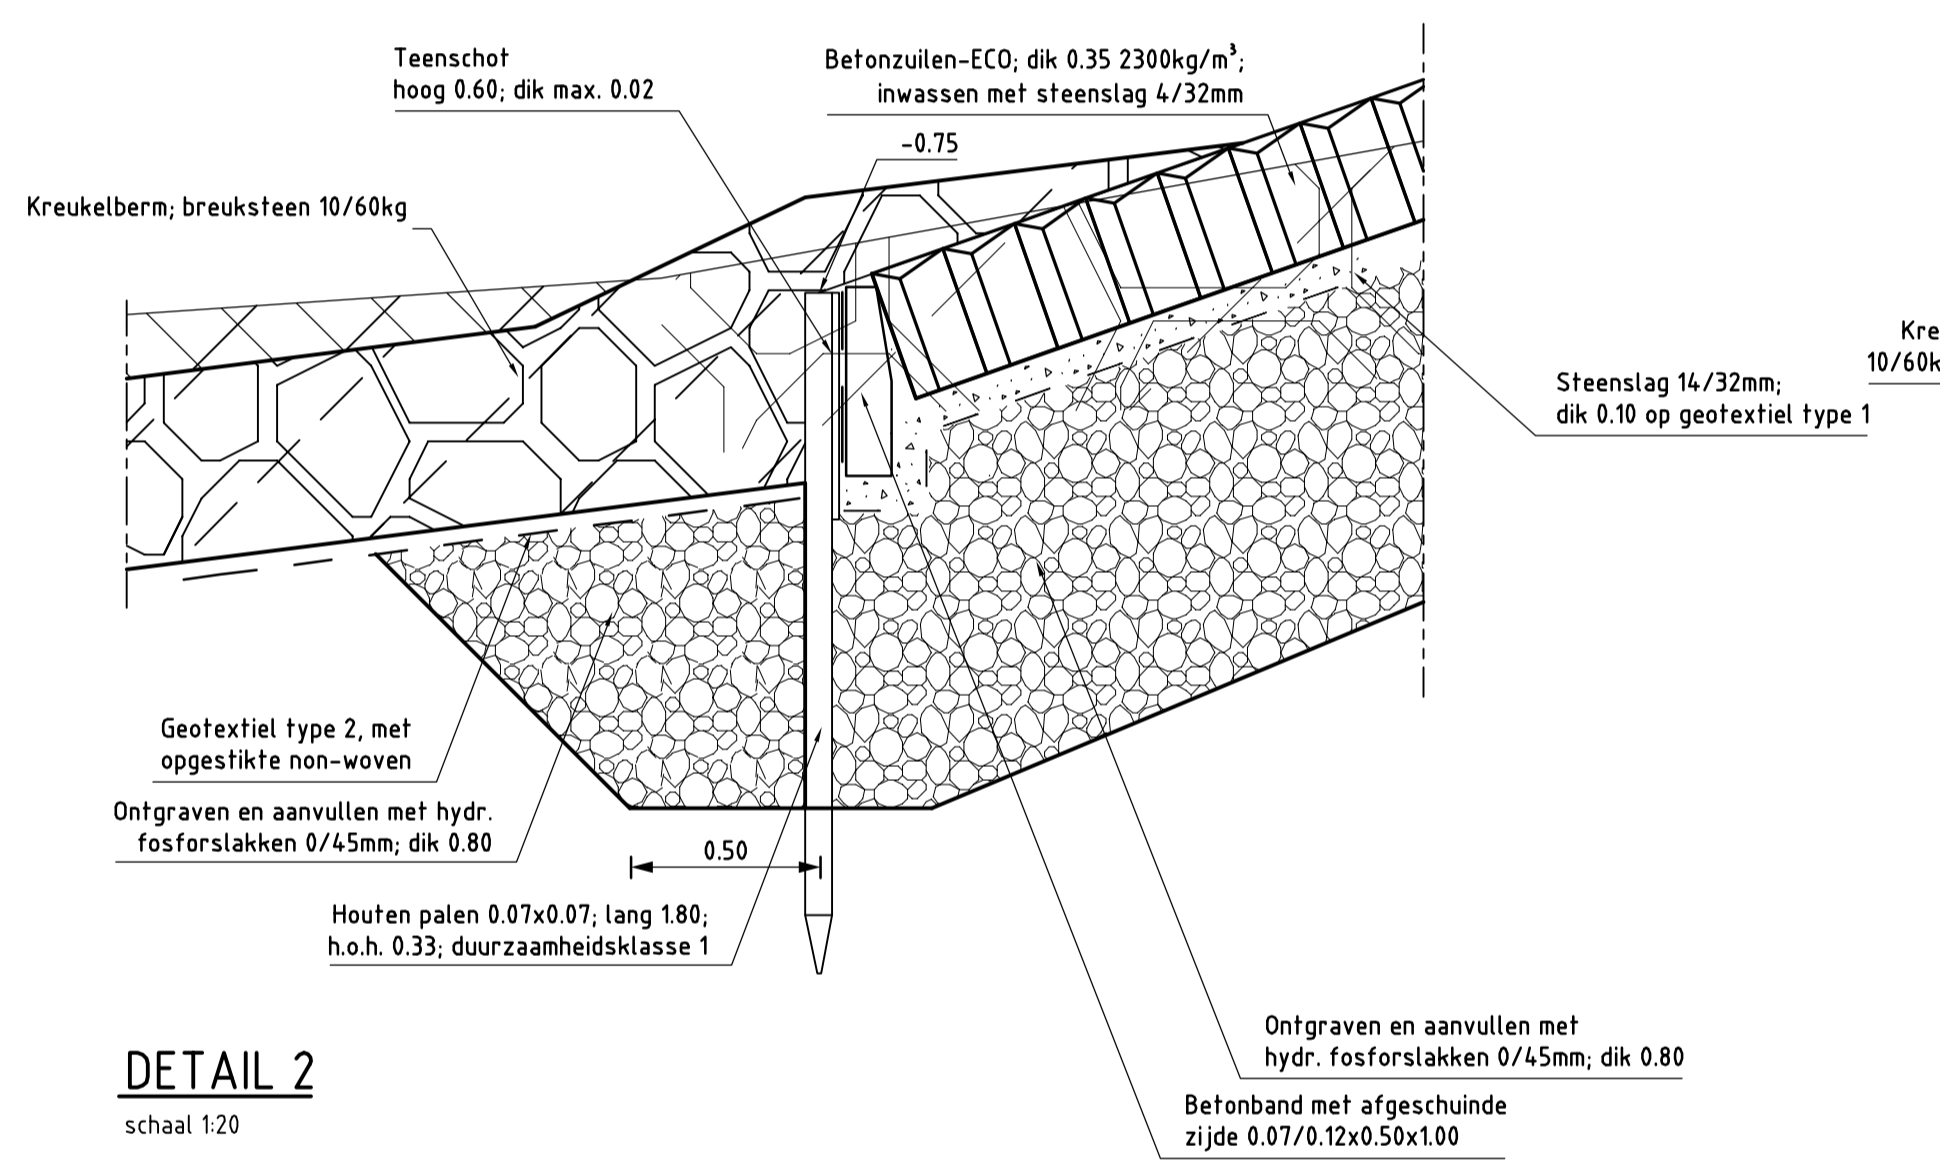 Teenschot
hoog 0.60; dik max. 0.02
Betonzuilen-ECO; dik 0.35 2300kg/m³;
inwassen met steenslag 4/32mm
-0.75
Kreukelberm; breuksteen 10/60kg
Kre
10/60k
Steenslag 14/32mm;
dik 0.10 op geotextiel type 1
Geotextiel type 2, met
opgestikte non-woven
Ontgraven en aanvullen met hydr.
fosforslakken 0/45mm; dik 0.80
0.50
Houten palen 0.07x0.07; lang 1.80;
h.o.h. 0.33; duurzaamheidsklasse 1
Ontgraven en aanvullen met
hydr. fosforslakken 0/45mm; dik 0.80
Betonband met afgeschuinde
zijde 0.07/0.12x0.50x1.00
DETAIL 2
schaal 1:20